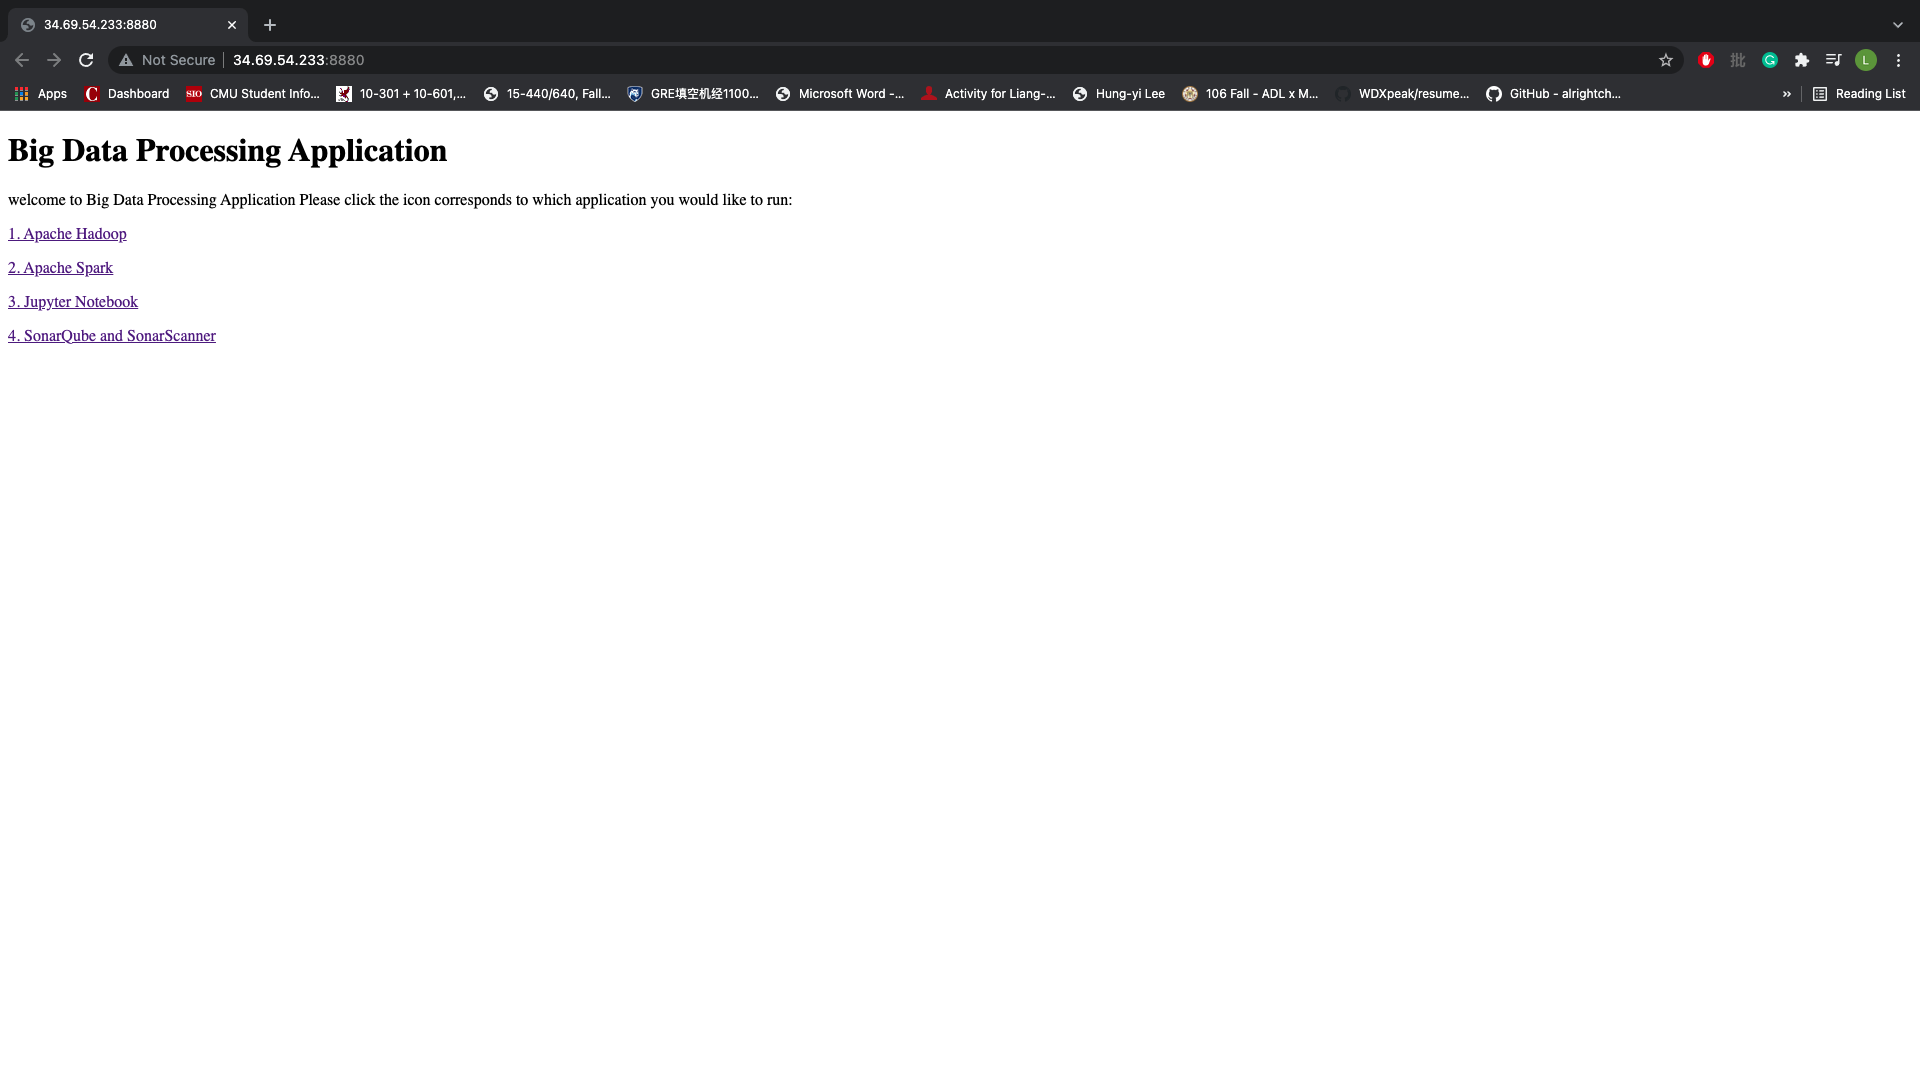 34.69.54.233:8880
Not Secure 34.69.54.233:8880
批 G L
Apps Dashboard SIO CMU Student Info... 10-301 + 10-601,... 15-440/640, Fall... GRE填空机经1100... Microsoft Word -... Activity for Liang-... Hung-yi Lee 106 Fall - ADL x M... WDXpeak/resume... GitHub - alrightch... » Reading List
Big Data Processing Application
welcome to Big Data Processing Application Please click the icon corresponds to which application you would like to run:
1. Apache Hadoop
2. Apache Spark
3. Jupyter Notebook
4. SonarQube and SonarScanner